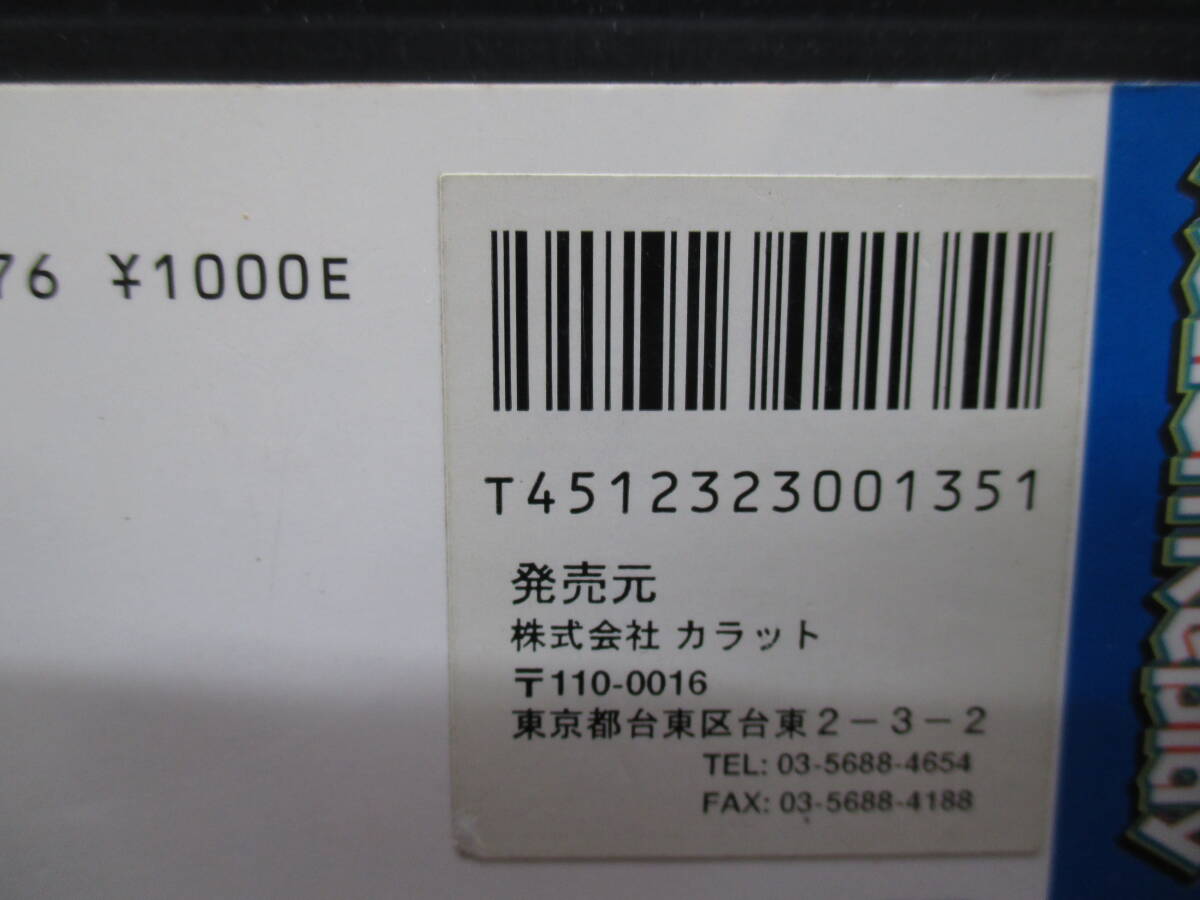 76 ¥1000E
T4512323001351
発売元
株式会社 カラット
〒110-0016
東京都台東区台東2-3-2
TEL: 03-5688-4654
FAX: 03-5688-4188